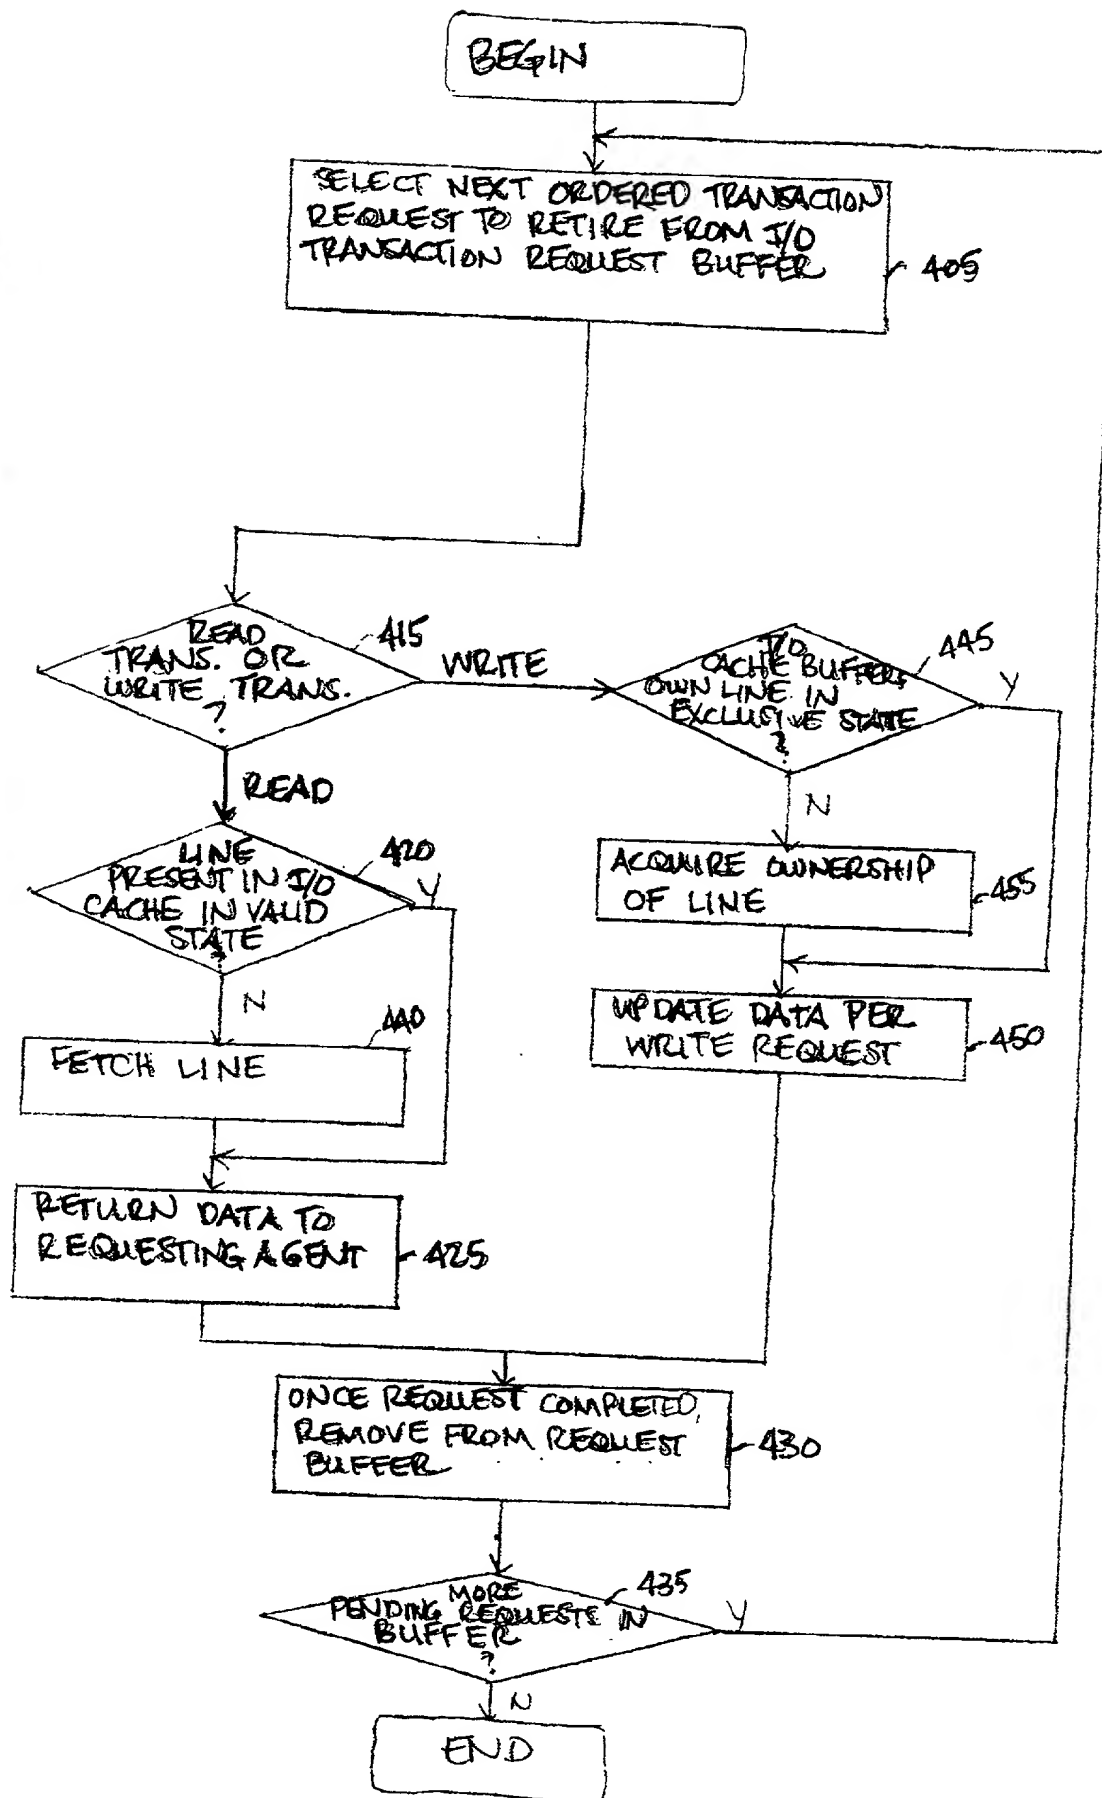 BEGIN
SELECT NEXT ORDERED TRANSACTION
REQUEST TO RETIRE FROM I/O
TRANSACTION REQUEST BUFFER
405
READ
TRANS. OR
WRITE TRANS.
?
415
WRITE
I/O
CACHE BUFFERS
OWN LINE IN
EXCLUSIVE STATE
?
445
Y
READ
N
LINE
PRESENT IN I/O
CACHE IN VALID
STATE
?
420
Y
ACQUIRE OWNERSHIP
OF LINE
455
N
440
FETCH LINE
UPDATE DATA PER
WRITE REQUEST
450
RETURN DATA TO
REQUESTING AGENT
425
ONCE REQUEST COMPLETED,
REMOVE FROM REQUEST
BUFFER
430
MORE
PENDING REQUESTS IN
BUFFER
?
435
Y
N
END